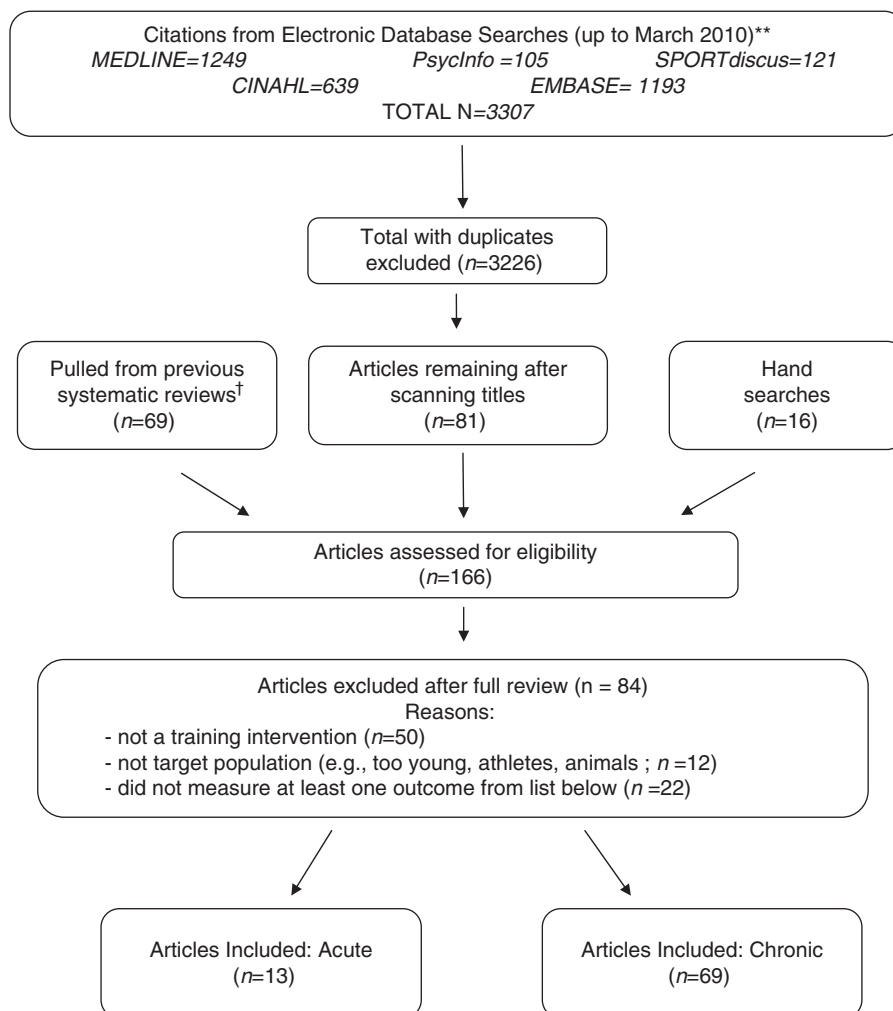 Citations from Electronic Database Searches (up to March 2010)**
MEDLINE=1249 PsycInfo =105 SPORTdiscus=121
CINAHL=639 EMBASE= 1193
TOTAL N=3307
Total with duplicates
excluded (n=3226)
Pulled from previous
systematic reviews†
(n=69)
Articles remaining after
scanning titles
(n=81)
Hand
searches
(n=16)
Articles assessed for eligibility
(n=166)
Articles excluded after full review (n = 84)
Reasons:
- not a training intervention (n=50)
- not target population (e.g., too young, athletes, animals ; n =12)
- did not measure at least one outcome from list below (n =22)
Articles Included: Acute
(n=13)
Articles Included: Chronic
(n=69)